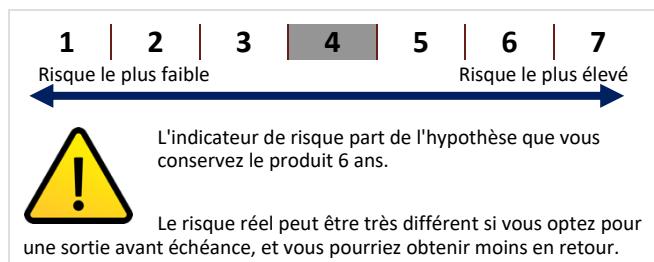 1 2 3 4 5 6 7
Risque le plus faible Risque le plus élevé
L'indicateur de risque part de l'hypothèse que vous
conservez le produit 6 ans.
Le risque réel peut être très différent si vous optez pour
une sortie avant échéance, et vous pourriez obtenir moins en retour.